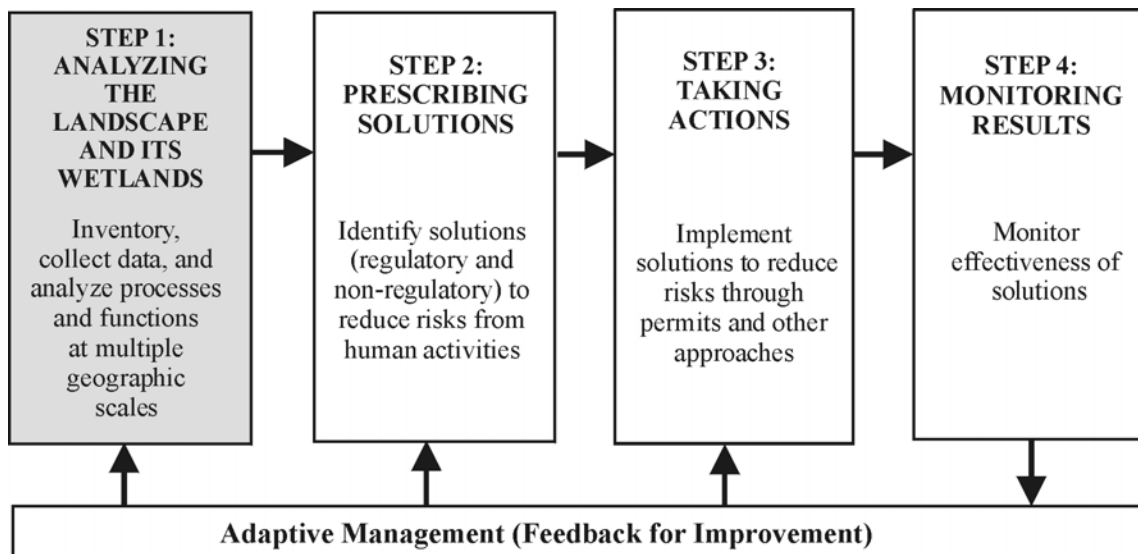 STEP 1:
ANALYZING
THE
LANDSCAPE
AND ITS
WETLANDS
Inventory,
collect data, and
analyze processes
and functions
at multiple
geographic
scales
STEP 2:
PRESCRIBING
SOLUTIONS
Identify solutions
(regulatory and
non-regulatory) to
reduce risks from
human activities
STEP 3:
TAKING
ACTIONS
Implement
solutions to reduce
risks through
permits and other
approaches
STEP 4:
MONITORING
RESULTS
Monitor
effectiveness of
solutions
Adaptive Management (Feedback for Improvement)